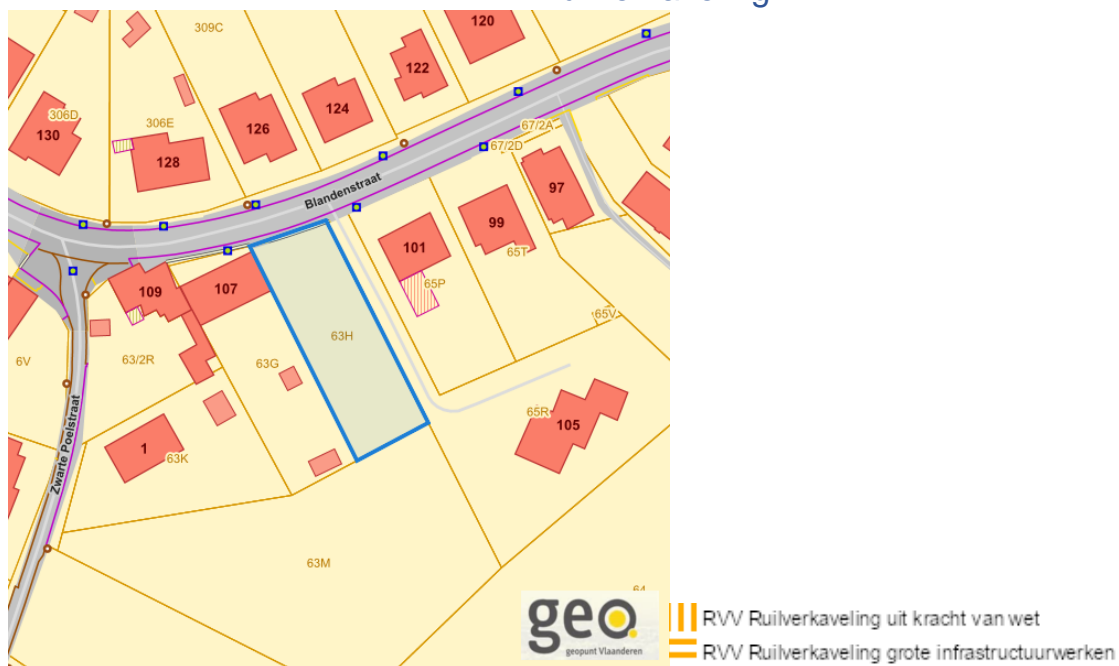 120
309C
122
124
306D
130
306E
126
128
67/2A
67/2D
Blandenstraat
97
99
101
65T
65P
109
107
65V
63H
6V
63/2R
63G
65R
105
Zwarte Poelstraat
1
63K
63M
geo.
geopunt Vlaanderen
RVV Ruilverkaveling uit kracht van wet
RVV Ruilverkaveling grote infrastructuurwerken